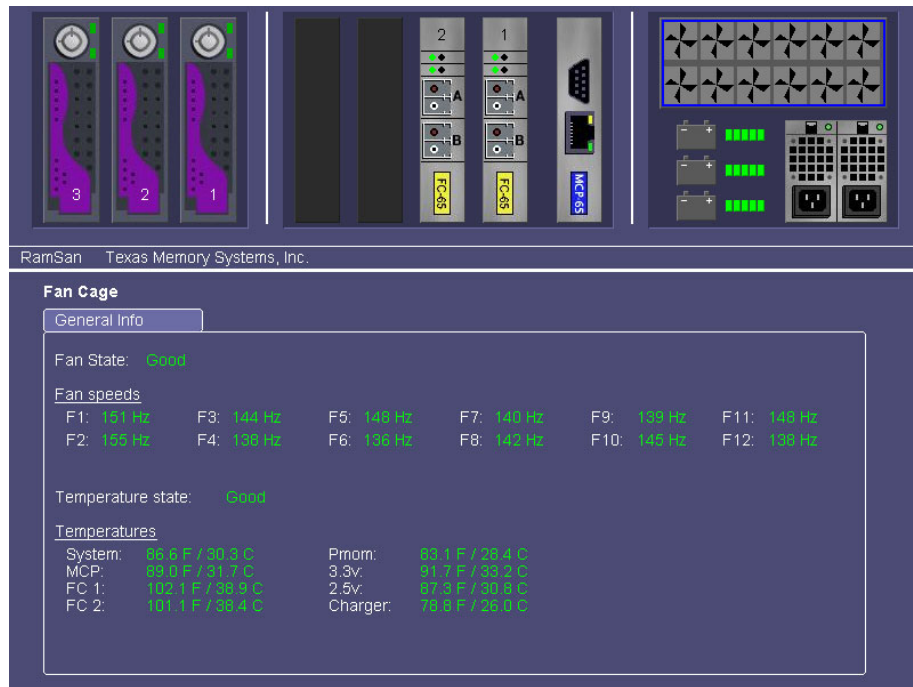 3 2 1
2 1
A A
B B
FC-65 FC-65 MCP-65
- +
- +
- +
RamSan Texas Memory Systems, Inc.
Fan Cage
General Info
Fan State: Good
Fan speeds
F1: 151 Hz F3: 144 Hz F5: 148 Hz F7: 140 Hz F9: 139 Hz F11: 148 Hz
F2: 155 Hz F4: 138 Hz F6: 136 Hz F8: 142 Hz F10: 145 Hz F12: 138 Hz
Temperature state: Good
Temperatures
System: 86.6 F / 30.3 C Pmom: 83.1 F / 28.4 C
MCP: 89.0 F / 31.7 C 3.3v: 91.7 F / 33.2 C
FC 1: 102.1 F / 38.9 C 2.5v: 87.3 F / 30.8 C
FC 2: 101.1 F / 38.4 C Charger: 78.8 F / 26.0 C